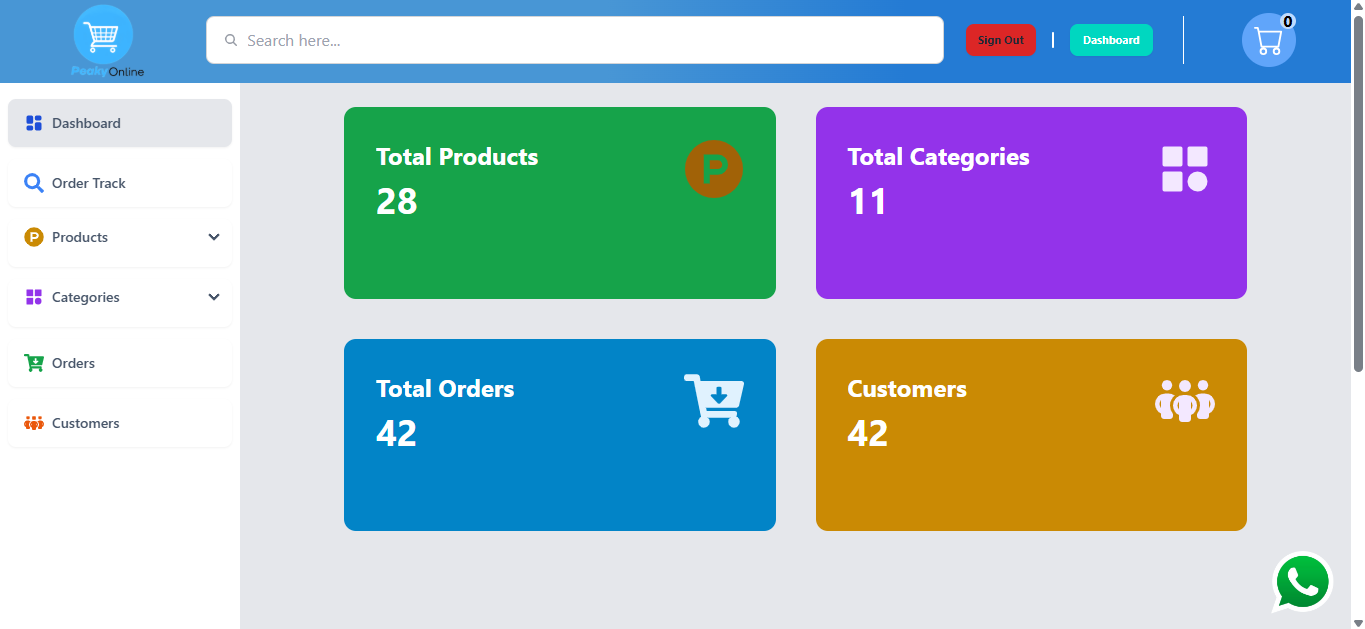 PeakyOnline
Search here...
Sign Out
Dashboard
0
Dashboard
Order Track
P Products
Categories
Orders
Customers
Total Products
28
P
Total Categories
11
Total Orders
42
Customers
42